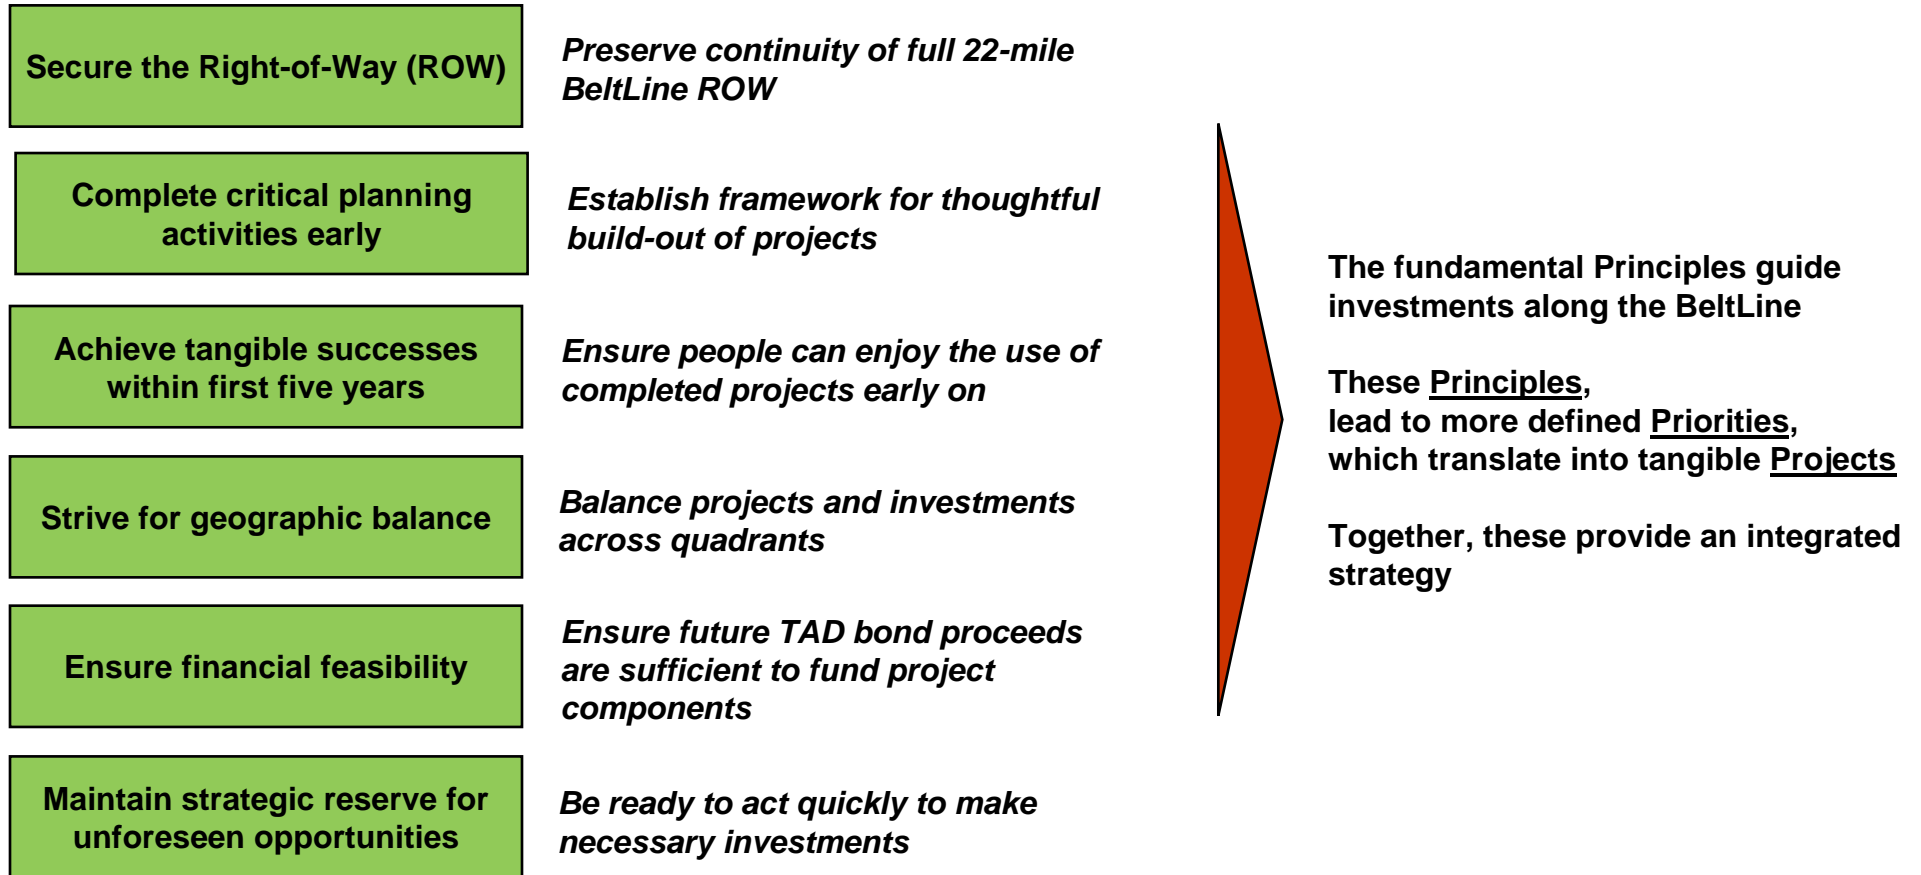 Secure the Right-of-Way (ROW)
Preserve continuity of full 22-mile
BeltLine ROW
Complete critical planning
activities early
Establish framework for thoughtful
build-out of projects
Achieve tangible successes
within first five years
Ensure people can enjoy the use of
completed projects early on
Strive for geographic balance
Balance projects and investments
across quadrants
Ensure financial feasibility
Ensure future TAD bond proceeds
are sufficient to fund project
components
Maintain strategic reserve for
unforeseen opportunities
Be ready to act quickly to make
necessary investments
The fundamental Principles guide
investments along the BeltLine
These Principles,
lead to more defined Priorities,
which translate into tangible Projects
Together, these provide an integrated
strategy